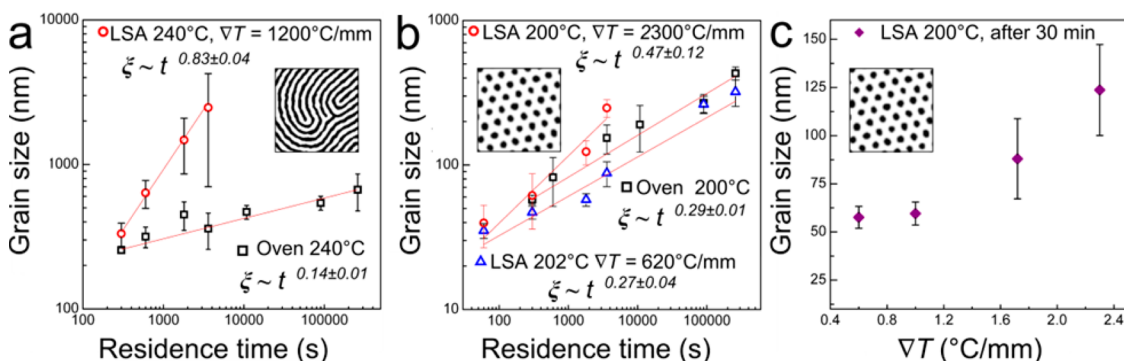 a
LSA 240°C, ∇T = 1200°C/mm
ξ ~ t 0.83±0.04
Oven 240°C
ξ ~ t 0.14±0.01
Grain size (nm)
10000
1000
100
1000
10000
100000
Residence time (s)
b
LSA 200°C, ∇T = 2300°C/mm
ξ ~ t 0.47±0.12
Oven 200°C
ξ ~ t 0.29±0.01
LSA 202°C ∇T = 620°C/mm
ξ ~ t 0.27±0.04
Grain size (nm)
1000
100
10
100
1000
10000
100000
Residence time (s)
c
LSA 200°C, after 30 min
Grain size (nm)
150
125
100
75
50
25
0.4
0.8
1.2
1.6
2.0
2.4
∇T (°C/mm)